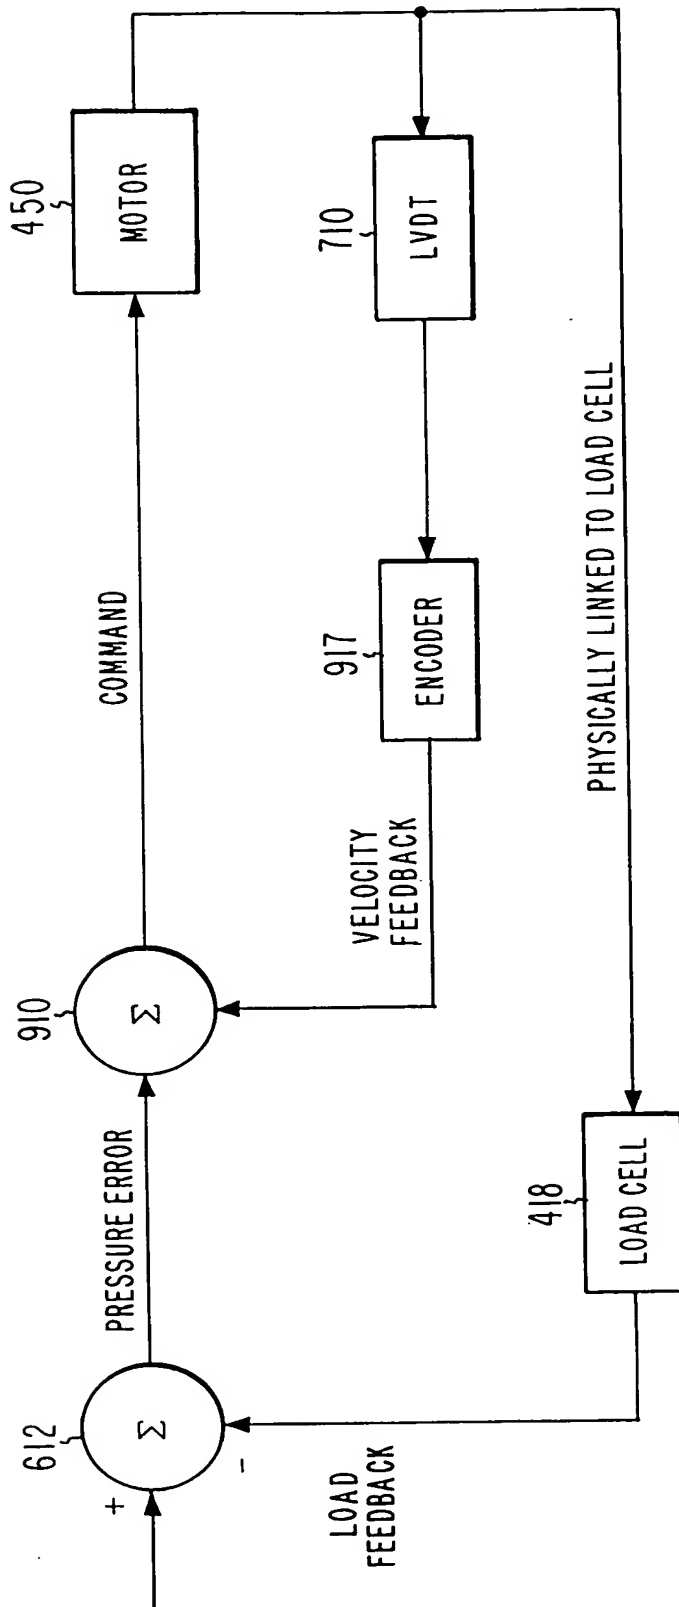 612
Σ
+
-
PRESSURE ERROR
910
Σ
COMMAND
450
MOTOR
710
LVDT
917
ENCODER
VELOCITY
FEEDBACK
PHYSICALLY LINKED TO LOAD CELL
418
LOAD CELL
LOAD
FEEDBACK